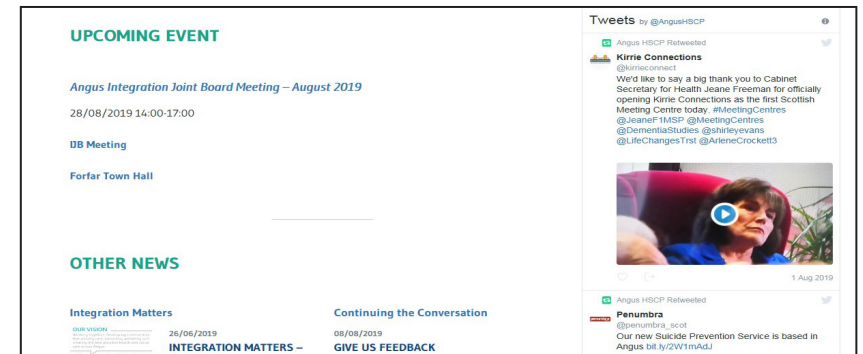 UPCOMING EVENT
Angus Integration Joint Board Meeting – August 2019
28/08/2019 14:00-17:00
IJB Meeting
Forfar Town Hall
OTHER NEWS
Integration Matters
OUR VISION
26/06/2019
INTEGRATION MATTERS –
Continuing the Conversation
08/08/2019
GIVE US FEEDBACK
Tweets by @AngusHSCP
Angus HSCP Retweeted
Kirrie Connections
@kirrieconnect
We'd like to say a big thank you to Cabinet
Secretary for Health Jeane Freeman for officially
opening Kirrie Connections as the first Scottish
Meeting Centre today. #MeetingCentres
@JeaneF1MSP @MeetingCentres
@DementiaStudies @shirleyevans
@LifeChangesTrst @ArleneCrockett3
1 Aug 2019
Angus HSCP Retweeted
Penumbra
@penumbra_scot
Our new Suicide Prevention Service is based in
Angus bit.ly/2W1mAdJ